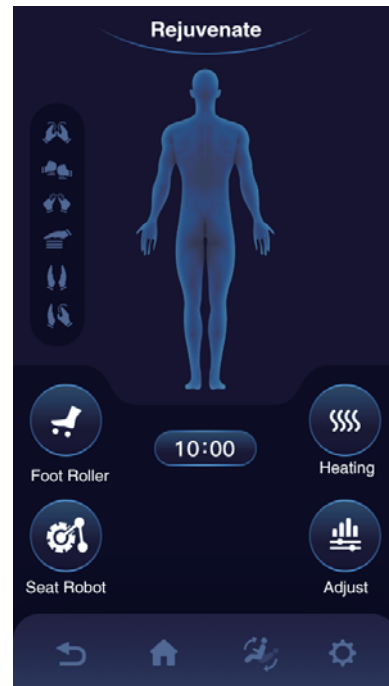 Rejuvenate
10:00
Foot Roller
Heating
Seat Robot
Adjust